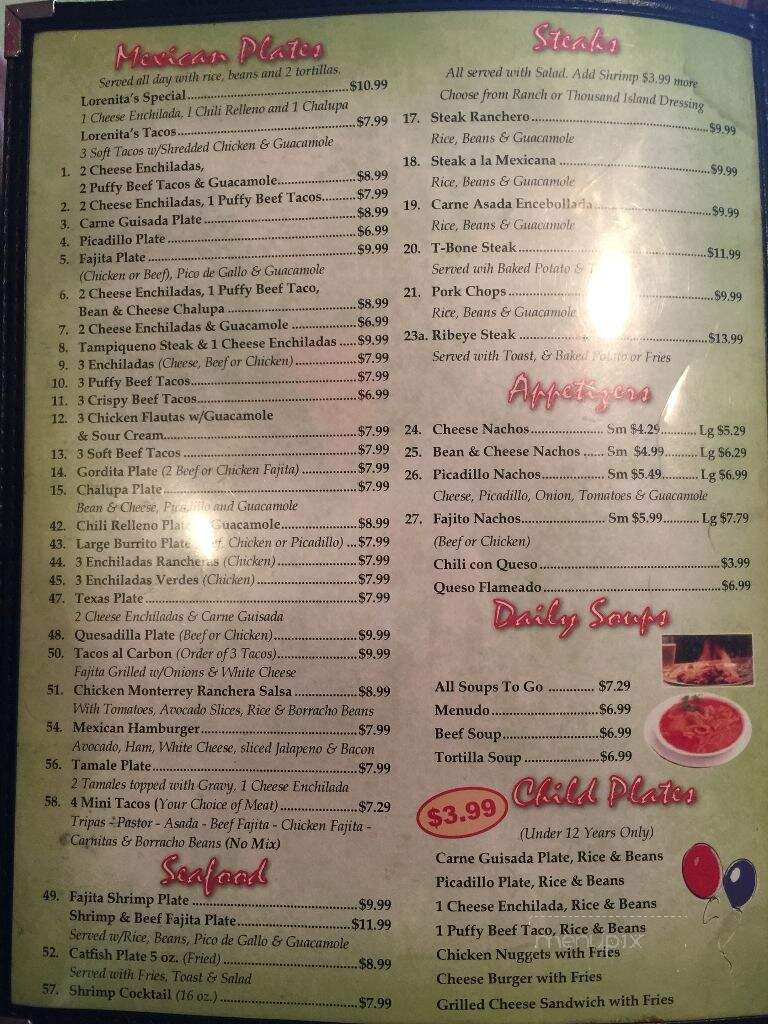 Mexican Plates
Served all day with rice, beans and 2 tortillas.
Lorenita's Special $10.99
1 Cheese Enchilada, 1 Chili Relleno and 1 Chalupa
Lorenita's Tacos $7.99
3 Soft Tacos w/Shredded Chicken & Guacamole
1. 2 Cheese Enchiladas,
2 Puffy Beef Tacos & Guacamole $8.99
2. 2 Cheese Enchiladas, 1 Puffy Beef Tacos $7.99
3. Carne Guisada Plate $8.99
4. Picadillo Plate $6.99
5. Fajita Plate $9.99
(Chicken or Beef), Pico de Gallo & Guacamole
6. 2 Cheese Enchiladas, 1 Puffy Beef Taco,
Bean & Cheese Chalupa $8.99
7. 2 Cheese Enchiladas & Guacamole $6.99
8. Tampiqueno Steak & 1 Cheese Enchiladas $9.99
9. 3 Enchiladas (Cheese, Beef or Chicken) $7.99
10. 3 Puffy Beef Tacos $7.99
11. 3 Crispy Beef Tacos $6.99
12. 3 Chicken Flautas w/Guacamole
& Sour Cream $7.99
13. 3 Soft Beef Tacos $7.99
14. Gordita Plate (2 Beef or Chicken Fajita) $7.99
15. Chalupa Plate $7.99
Bean & Cheese, Picadillo and Guacamole
42. Chili Relleno Plate Guacamole $8.99
43. Large Burrito Plate Chicken or Picadillo) $7.99
44. 3 Enchiladas Rancheras (Chicken) $7.99
45. 3 Enchiladas Verdes (Chicken) $7.99
47. Texas Plate $7.99
2 Cheese Enchiladas & Carne Guisada
48. Quesadilla Plate (Beef or Chicken) $9.99
50. Tacos al Carbon (Order of 3 Tacos) $9.99
Fajita Grilled w/Onions & White Cheese
51. Chicken Monterrey Ranchera Salsa $8.99
With Tomatoes, Avocado Slices, Rice & Borracho Beans
54. Mexican Hamburger $7.99
Avocado, Ham, White Cheese, sliced Jalapeno & Bacon
56. Tamale Plate $7.99
2 Tamales topped with Gravy, 1 Cheese Enchilada
58. 4 Mini Tacos (Your Choice of Meat) $7.29
Tripas - Pastor - Asada - Beef Fajita - Chicken Fajita -
Carnitas & Borracho Beans (No Mix)
Seafood
49. Fajita Shrimp Plate $9.99
Shrimp & Beef Fajita Plate $11.99
Served w/Rice, Beans, Pico de Gallo & Guacamole
52. Catfish Plate 5 oz. (Fried) $8.99
Served with Fries, Toast & Salad
57. Shrimp Cocktail (16 oz.) $7.99
Steaks
All served with Salad. Add Shrimp $3.99 more
Choose from Ranch or Thousand Island Dressing
17. Steak Ranchero $9.99
Rice, Beans & Guacamole
18. Steak a la Mexicana $9.99
Rice, Beans & Guacamole
19. Carne Asada Encebollada $9.99
Rice, Beans & Guacamole
20. T-Bone Steak $11.99
Served wih Baked Potato &
21. Pork Chops $9.99
Rice, Beans & Guacamole
23a. Ribeye Steak $13.99
Served with Toast, & Baked Potato or Fries
Appetizers
24. Cheese Nachos Sm $4.29 Lg $5.29
25. Bean & Cheese Nachos Sm $4.99 Lg $6.29
26. Picadillo Nachos Sm $5.49 Lg $6.99
Cheese, Picadillo, Onion, Tomatoes & Guacamole
27. Fajito Nachos Sm $5.99 Lg $7.79
(Beef or Chicken)
Chili con Queso $3.99
Queso Flameado $6.99
Daily Soups
All Soups To Go $7.29
Menudo $6.99
Beef Soup $6.99
Tortilla Soup $6.99
$3.99 Child Plates
(Under 12 Years Only)
Carne Guisada Plate, Rice & Beans
Picadillo Plate, Rice & Beans
1 Cheese Enchilada, Rice & Beans
1 Puffy Beef Taco, Rice & Beans
menupix
Chicken Nuggets with Fries
Cheese Burger with Fries
Grilled Cheese Sandwich with Fries